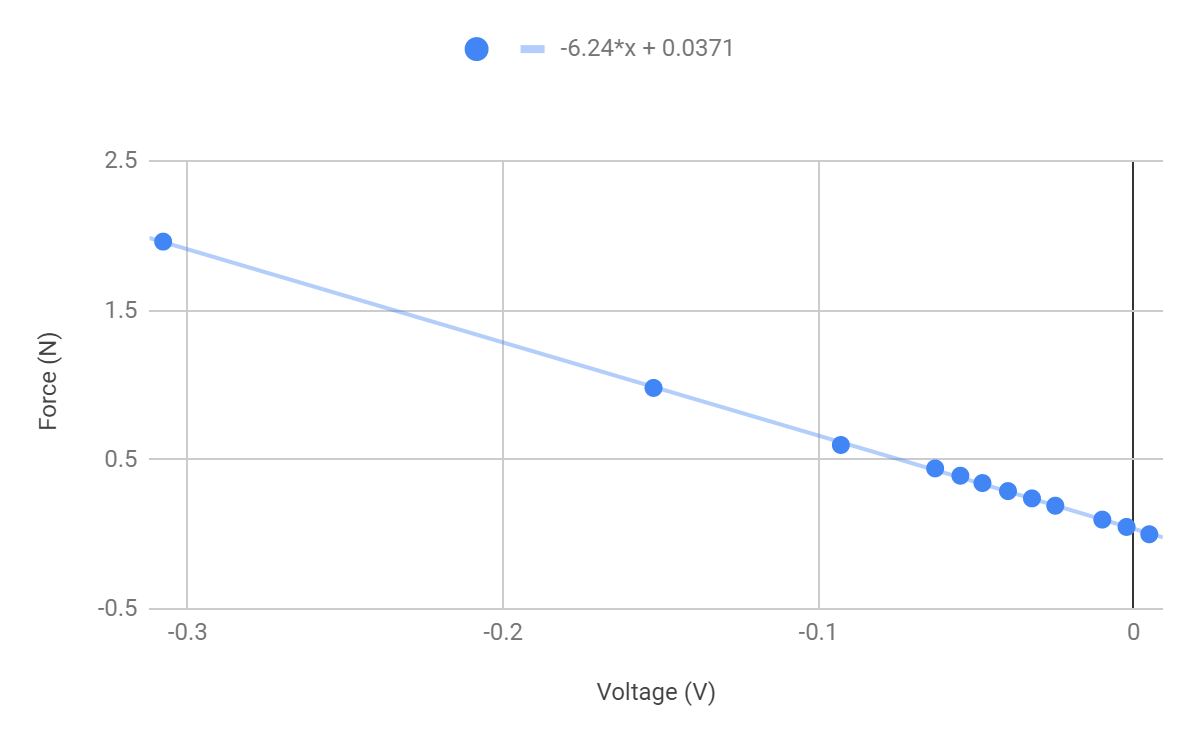 -6.24*x + 0.0371
2.5
1.5
0.5
-0.5
Force (N)
-0.3 -0.2 -0.1 0
Voltage (V)